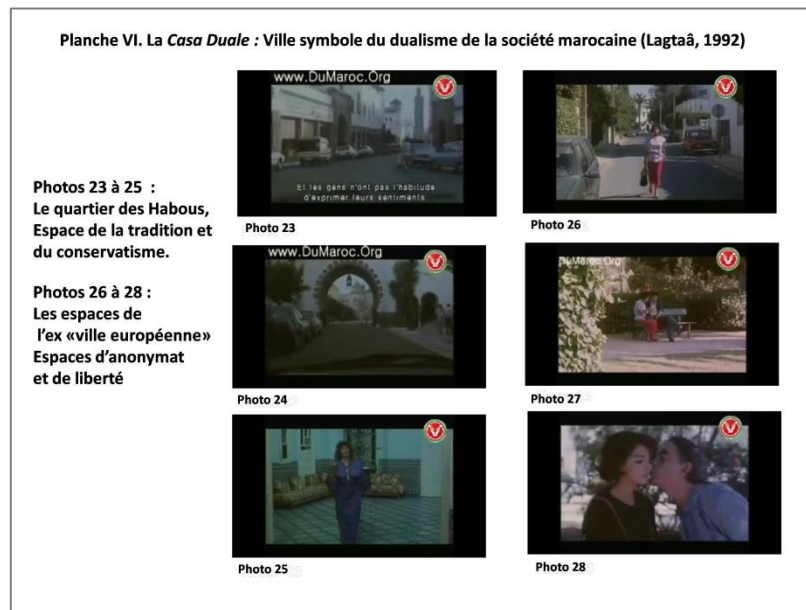 Planche VI. La Casa Duale : Ville symbole du dualisme de la société marocaine (Lagtaâ, 1992)
Photos 23 à 25 :
Le quartier des Habous,
Espace de la tradition et
du conservatisme.
Photos 26 à 28 :
Les espaces de
l'ex «ville européenne»
Espaces d'anonymat
et de liberté
www.DuMaroc.Org
Et les gens n'ont pas l'habitude
d'esprimer leurs sentiments
Photo 23
Photo 26
www.DuMaroc.Org
Photo 24
DuMaroc.Org
Photo 27
Photo 25
Photo 28